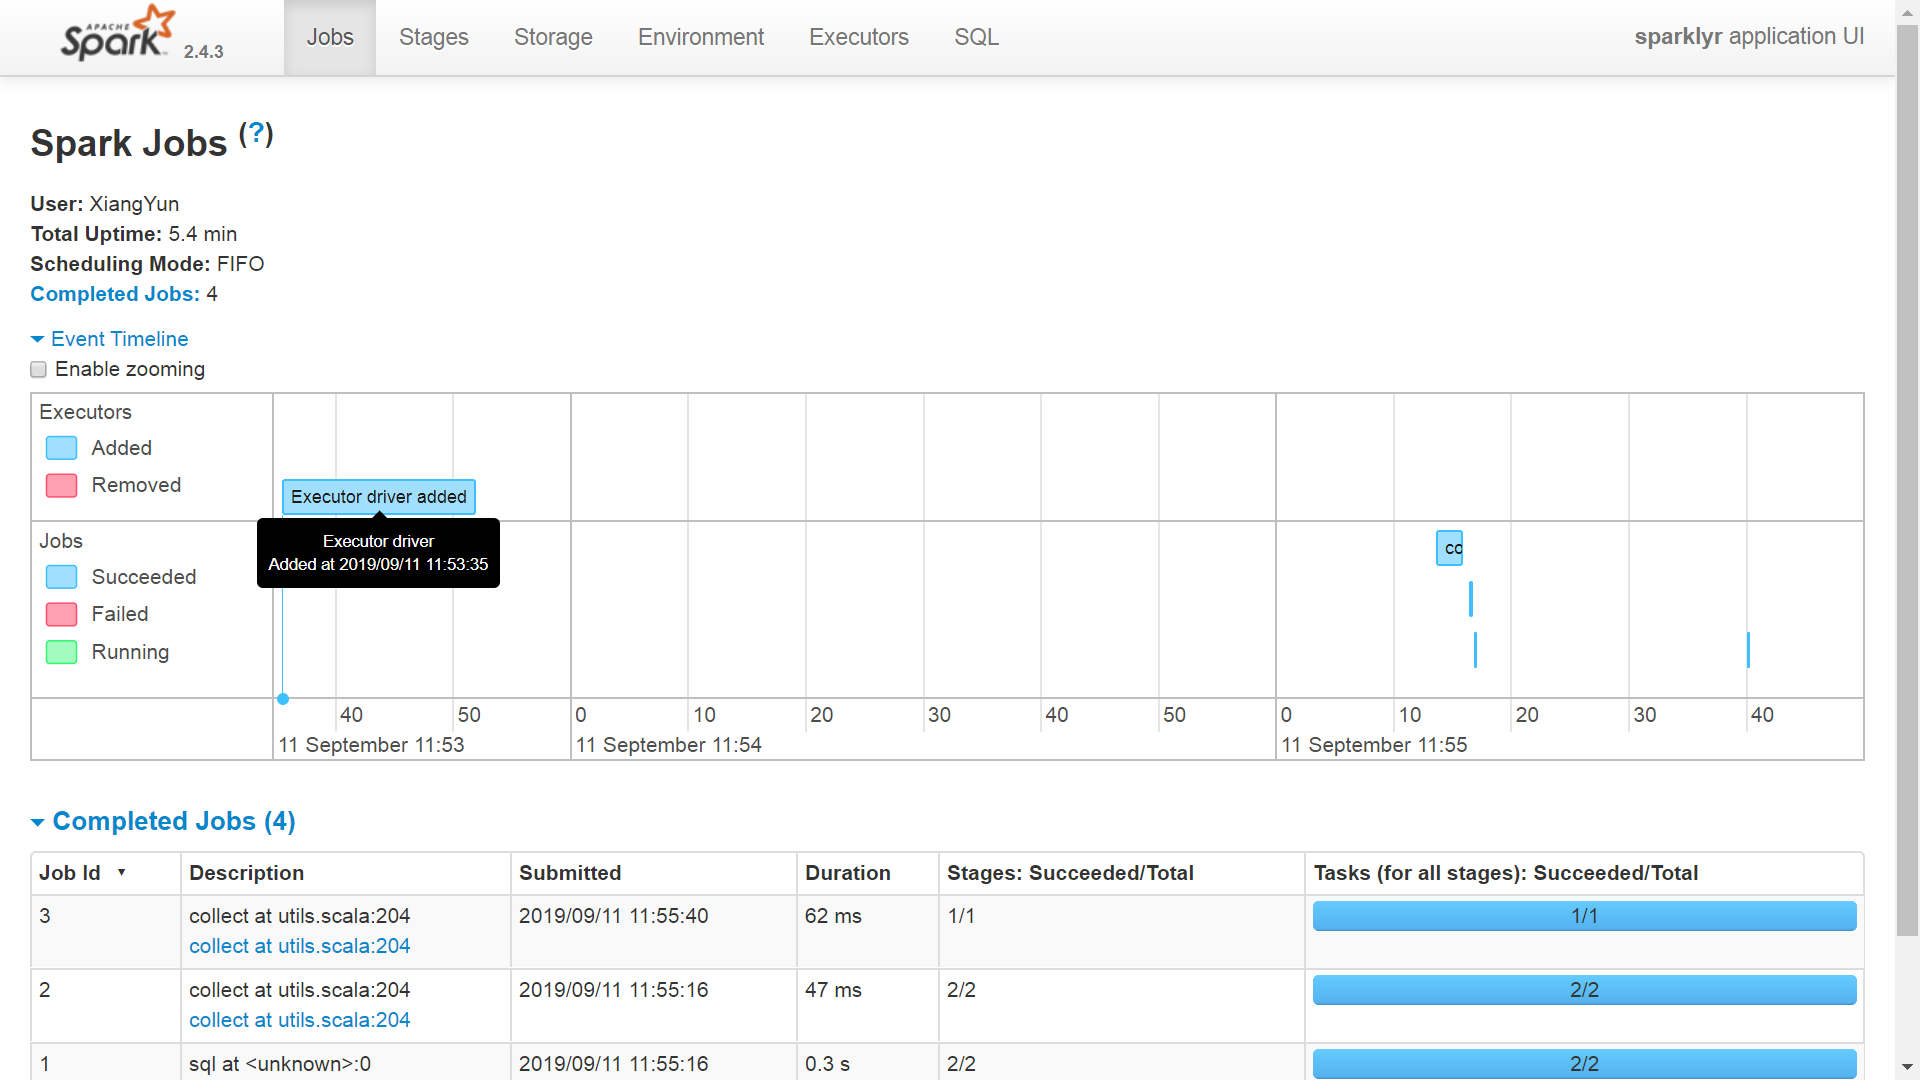 APACHE
Spark 2.4.3
Jobs Stages Storage Environment Executors SQL
sparklyr application UI
Spark Jobs (?)
User: XiangYun
Total Uptime: 5.4 min
Scheduling Mode: FIFO
Completed Jobs: 4
Event Timeline
Enable zooming
Executors
Added
Removed
Executor driver added
Executor driver
Added at 2019/09/11 11:53:35
Jobs
Succeeded
Failed
Running
co
40 50 0 10 20 30 40 50 0 10 20 30 40
11 September 11:53 11 September 11:54 11 September 11:55
Completed Jobs (4)
Job Id ▾ Description Submitted Duration Stages: Succeeded/Total Tasks (for all stages): Succeeded/Total
3 collect at utils.scala:204 2019/09/11 11:55:40 62 ms 1/1 1/1
collect at utils.scala:204
2 collect at utils.scala:204 2019/09/11 11:55:16 47 ms 2/2 2/2
collect at utils.scala:204
1 sql at <unknown>:0 2019/09/11 11:55:16 0.3 s 2/2 2/2